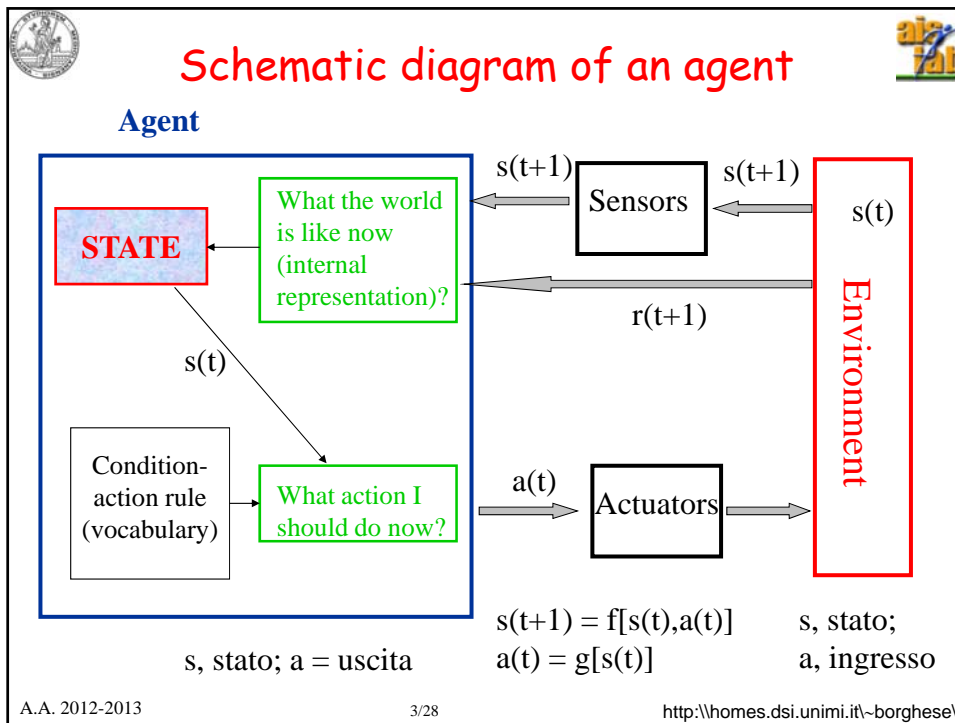 Schematic diagram of an agent
Agent
What the world
is like now
(internal
representation)?
STATE
s(t)
Condition-
action rule
(vocabulary)
What action I
should do now?
s(t+1)
Sensors
s(t+1)
s(t)
r(t+1)
Environment
a(t)
Actuators
s(t+1) = f[s(t),a(t)]
a(t) = g[s(t)]
s, stato;
a, ingresso
s, stato; a = uscita
A.A. 2012-2013
3/28
http:\\homes.dsi.unimi.it\~borghese\